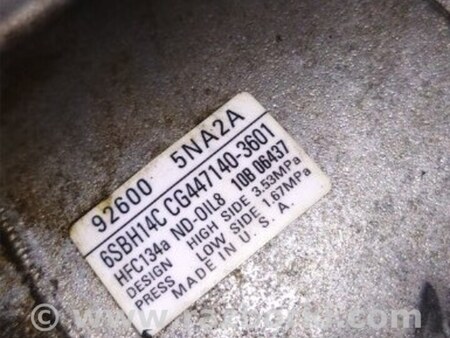 92600 5NA2A
6SBH14C CG447140-3601
HFC134a ND-OIL8 10B 06437
DESIGN HIGH SIDE 3.53MPa
PRESS LOW SIDE 1.67MPa
MADE IN U.S.A.